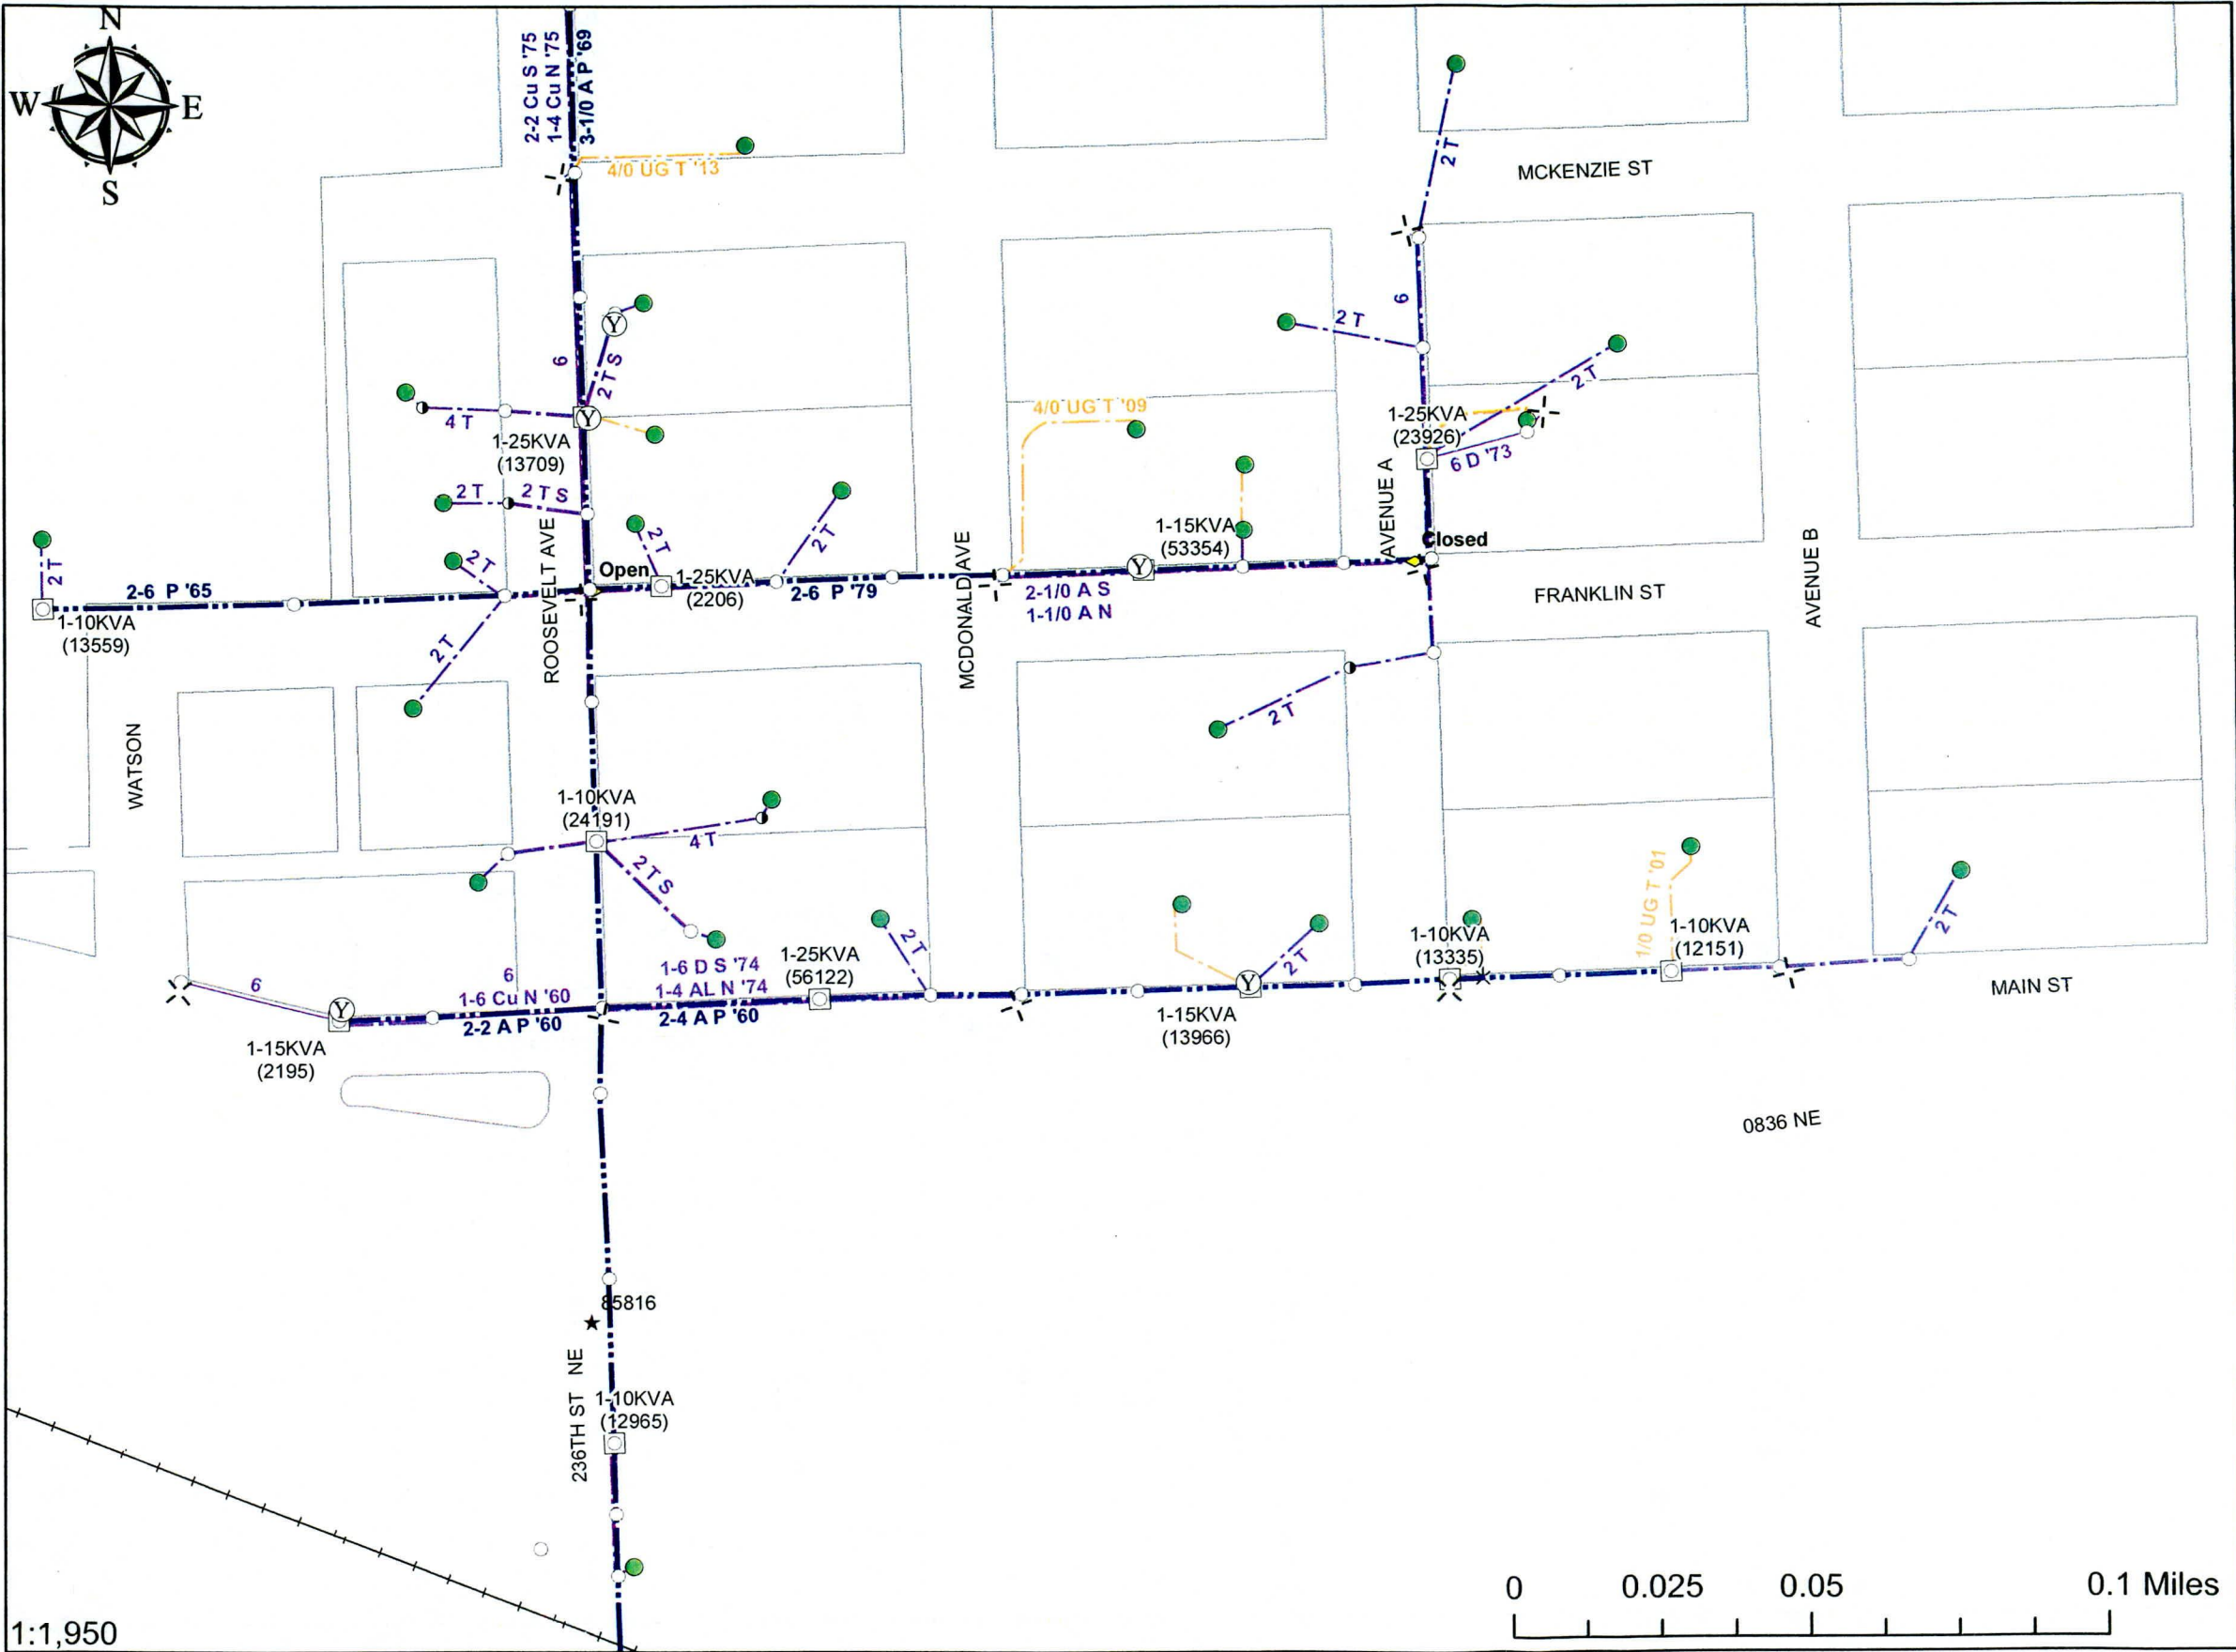 N
W E
S
2-2 Cu S '75
1-4 Cu N '75
3-1/0 A P '69
4/0 UG T '13
2 T
MCKENZIE ST
6
2 T S
4 T
1-25KVA
(13709)
2 T
2 T S
2 T
2 T
2 T
2 T
2-6 P '65
1-10KVA
(13559)
2 T
ROOSEVELT AVE
Open
1-25KVA
(2206)
2-6 P '79
MCDONALD AVE
4/0 UG T '09
2-1/0 A S
1-1/0 A N
1-15KVA
(53354)
2 T
6
2 T
1-25KVA
(23926)
6 D '73
AVENUE A
Closed
FRANKLIN ST
AVENUE B
2 T
WATSON
1-10KVA
(24191)
4 T
2 T S
6
6
1-6 Cu N '60
2-2 A P '60
1-15KVA
(2195)
1-6 D S '74
1-4 AL N '74
2-4 A P '60
1-25KVA
(56122)
2 T
2 T
1-15KVA
(13966)
1-10KVA
(13335)
1/0 UG T '01
1-10KVA
(12151)
2 T
MAIN ST
0836 NE
85816
236TH ST NE
1-10KVA
(12965)
Y
Y
Y
Y
Y
1:1,950
0 0.025 0.05 0.1 Miles